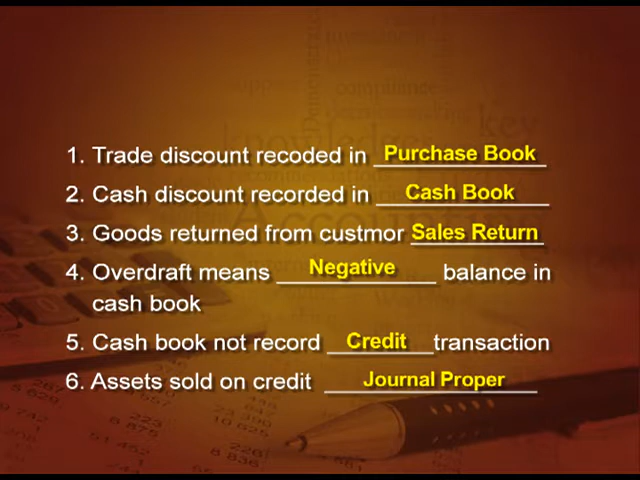 1. Trade discount recoded in Purchase Book
2. Cash discount recorded in Cash Book
3. Goods returned from custmor Sales Return
4. Overdraft means Negative balance in
cash book
5. Cash book not record Credit transaction
6. Assets sold on credit Journal Proper